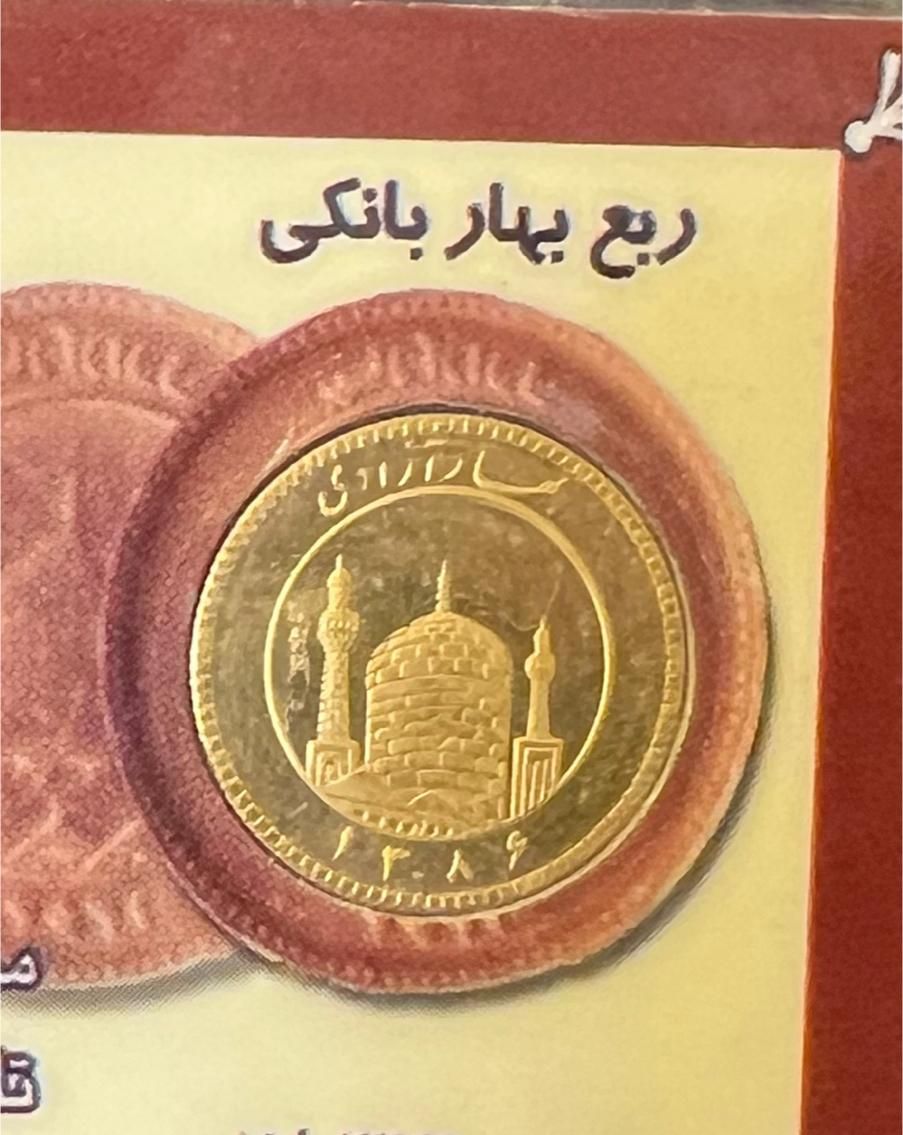 ربع بهار بانکی
بهار آزادی
۱۳۸۶